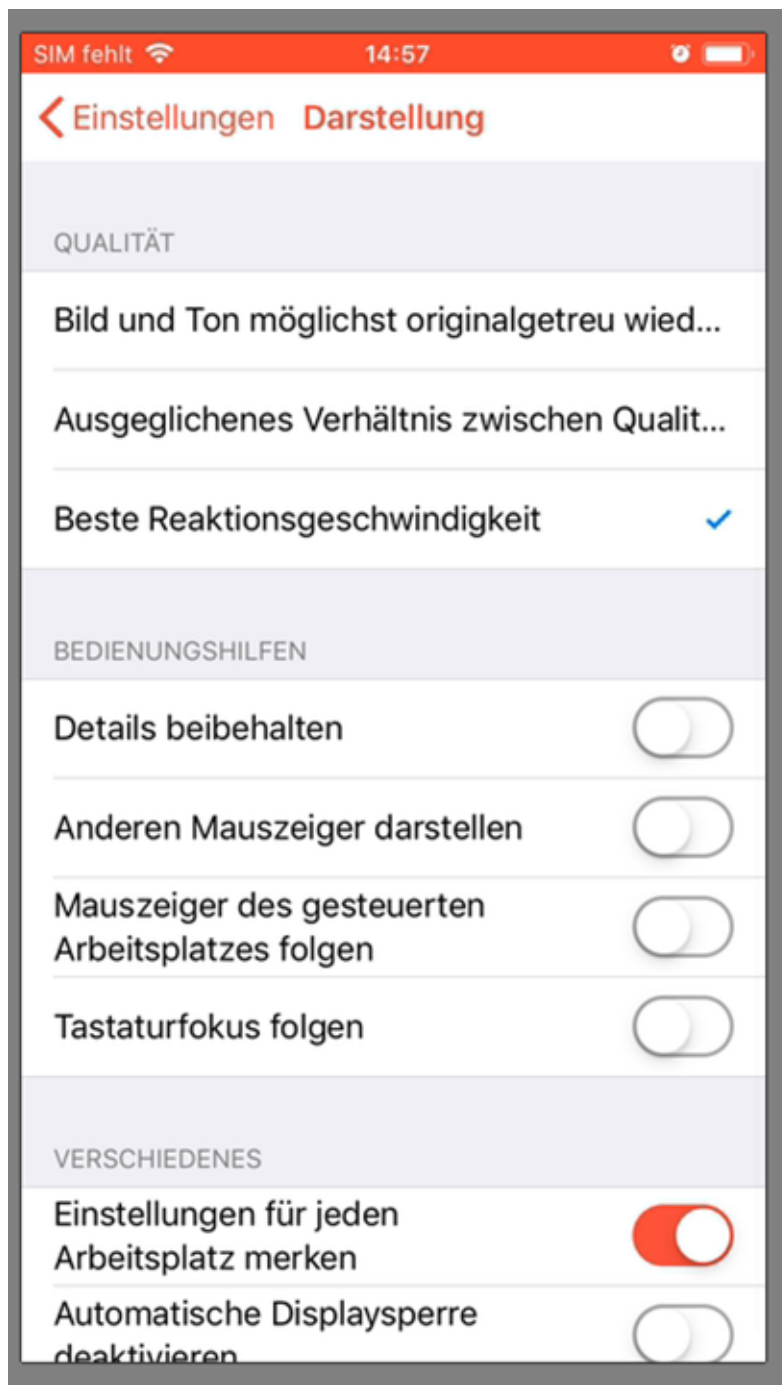 SIM fehlt 14:57
Einstellungen Darstellung
QUALITÄT
Bild und Ton möglichst originalgetreu wied...
Ausgeglichenes Verhältnis zwischen Qualit...
Beste Reaktionsgeschwindigkeit
BEDIENUNGSHILFEN
Details beibehalten
Anderen Mauszeiger darstellen
Mauszeiger des gesteuerten
Arbeitsplatzes folgen
Tastaturfokus folgen
VERSCHIEDENES
Einstellungen für jeden
Arbeitsplatz merken
Automatische Displaysperre
deaktivieren